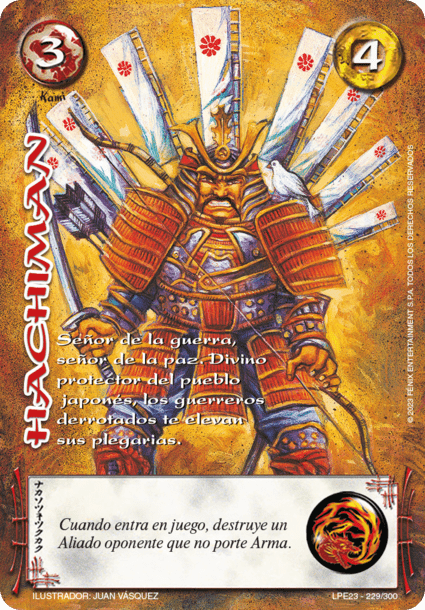 3
4
Kami
HACHIMAN
Señor de la guerra,
señor de la paz. Divino
protector del pueblo
japonés, los guerreros
derrotados te elevan
sus plegarias.
© 2023 FÉNIX ENTERTAINMENT S.P.A. TODOS LOS DERECHOS RESERVADOS
Cuando entra en juego, destruye un
Aliado oponente que no porte Arma.
ILUSTRADOR: JUAN VÁSQUEZ
LPE23 - 229/300